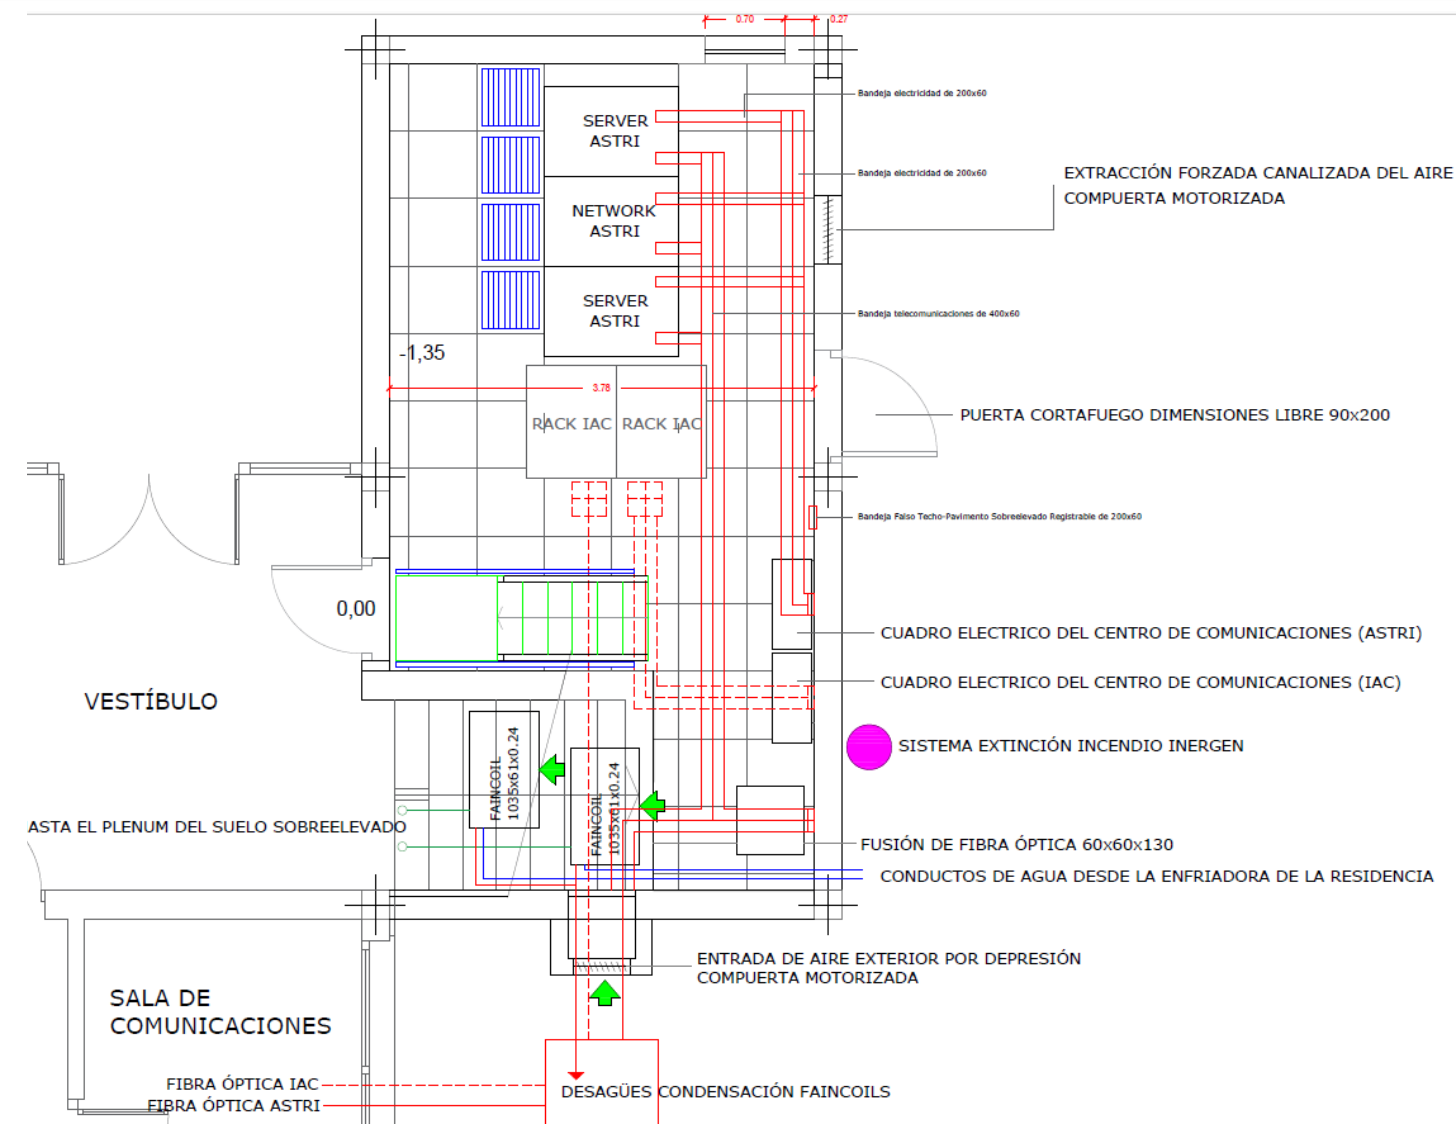 0.70
0.27
Bandeja electricidad de 200x60
SERVER
ASTRI
Bandeja electricidad de 200x60
EXTRACCIÓN FORZADA CANALIZADA DEL AIRE
COMPUERTA MOTORIZADA
NETWORK
ASTRI
SERVER
ASTRI
Bandeja telecomunicaciones de 400x60
-1,35
3.78
RACK IAC
RACK IAC
PUERTA CORTAFUEGO DIMENSIONES LIBRE 90x200
Bandeja Falso Techo-Pavimento Sobreelevado Registrable de 200x60
0,00
CUADRO ELECTRICO DEL CENTRO DE COMUNICACIONES (ASTRI)
CUADRO ELECTRICO DEL CENTRO DE COMUNICACIONES (IAC)
VESTÍBULO
SISTEMA EXTINCIÓN INCENDIO INERGEN
FAINCOIL
1035x61x0.24
FAINCOIL
1035x61x0.24
ASTA EL PLENUM DEL SUELO SOBREELEVADO
FUSIÓN DE FIBRA ÓPTICA 60x60x130
CONDUCTOS DE AGUA DESDE LA ENFRIADORA DE LA RESIDENCIA
ENTRADA DE AIRE EXTERIOR POR DEPRESIÓN
COMPUERTA MOTORIZADA
SALA DE
COMUNICACIONES
FIBRA ÓPTICA IAC
FIBRA ÓPTICA ASTRI
DESAGÜES CONDENSACIÓN FAINCOILS